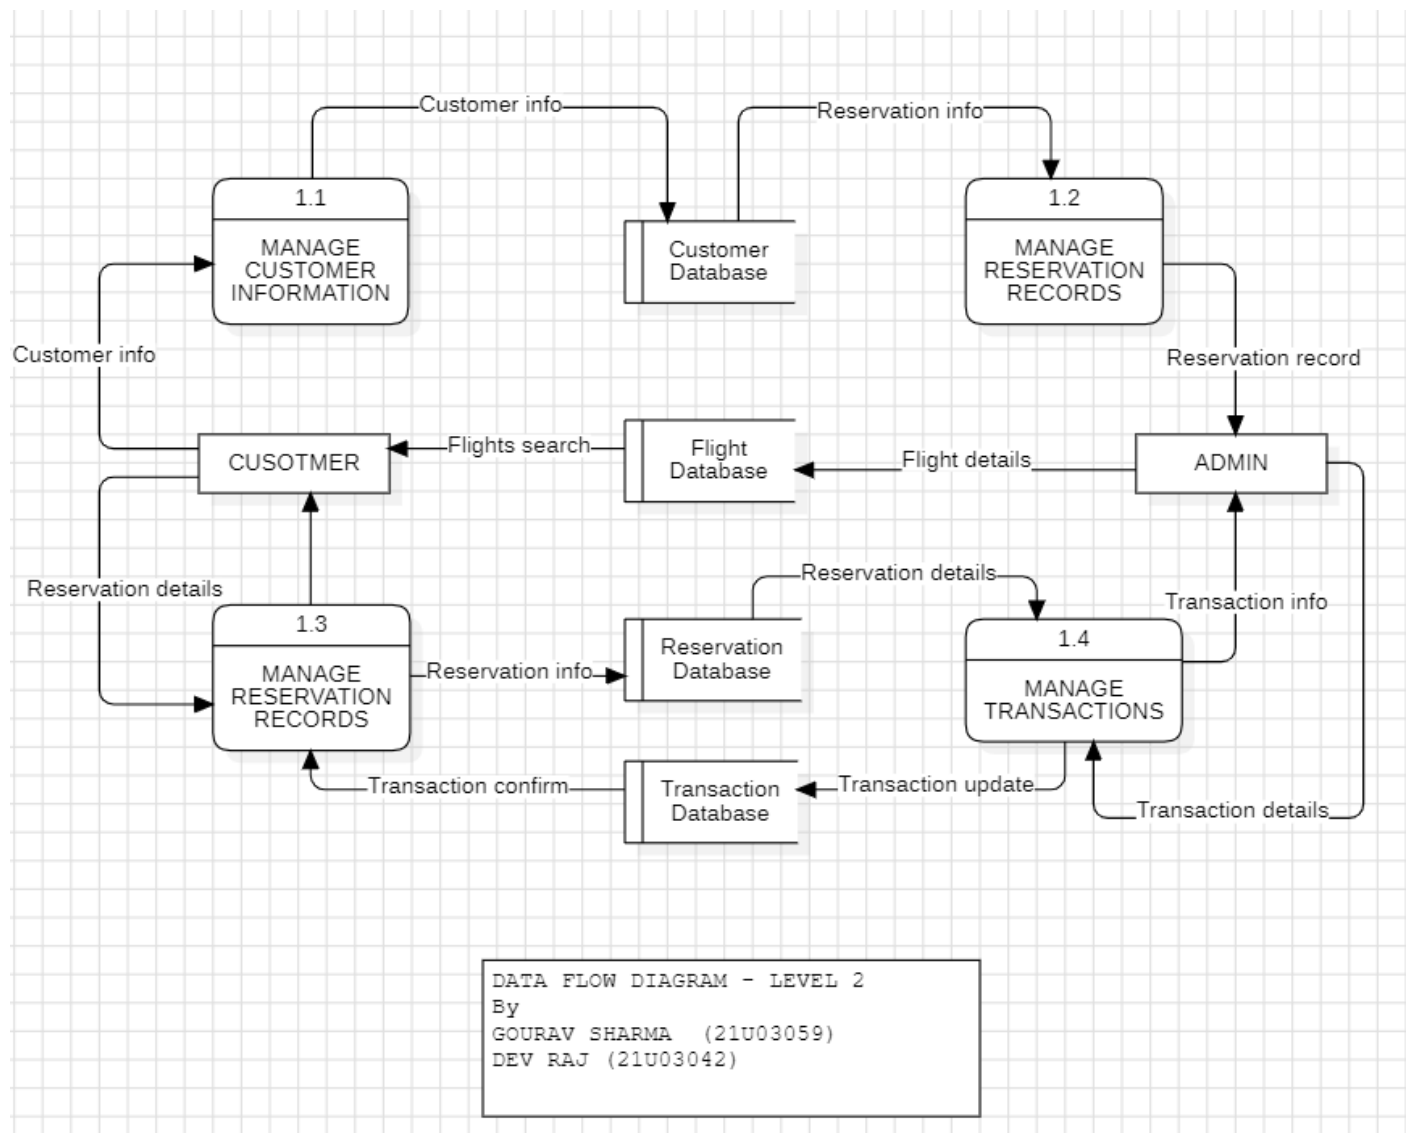 Customer info
Reservation info
1.1
MANAGE
CUSTOMER
INFORMATION
Customer
Database
1.2
MANAGE
RESERVATION
RECORDS
Customer info
Reservation record
CUSOTMER
Flights search
Flight
Database
Flight details
ADMIN
Reservation details
Reservation details
Transaction info
1.3
MANAGE
RESERVATION
RECORDS
Reservation info
Reservation
Database
1.4
MANAGE
TRANSACTIONS
Transaction confirm
Transaction
Database
Transaction update
Transaction details
DATA FLOW DIAGRAM - LEVEL 2
By
GOURAV SHARMA  (21U03059)
DEV RAJ (21U03042)